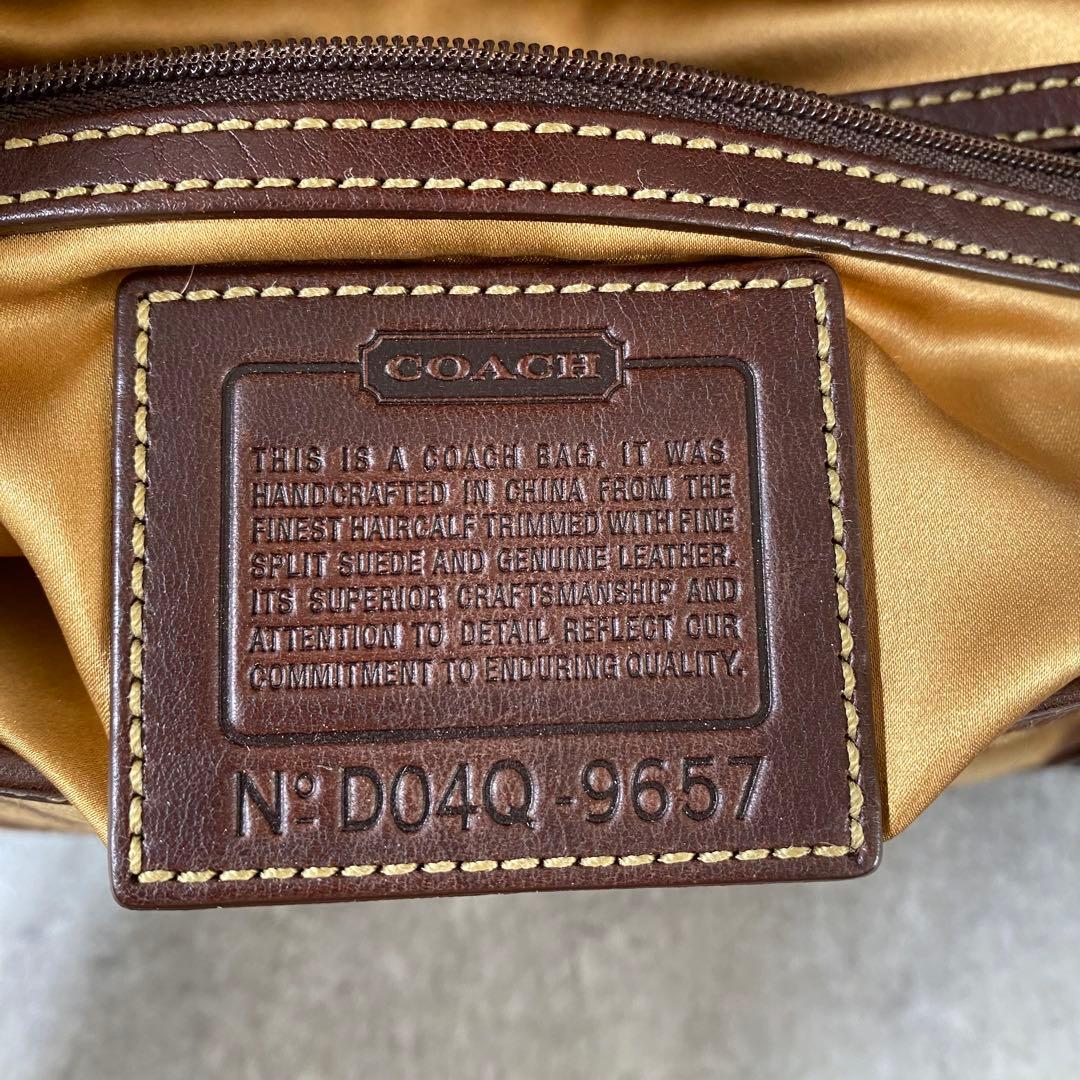 COACH
THIS IS A COACH BAG. IT WAS
HANDCRAFTED IN CHINA FROM THE
FINEST HAIRCALF TRIMMED WITH FINE
SPLIT SUEDE AND GENUINE LEATHER.
ITS SUPERIOR CRAFTSMANSHIP AND
ATTENTION TO DETAIL REFLECT OUR
COMMITMENT TO ENDURING QUALITY.
Nº D04Q-9657